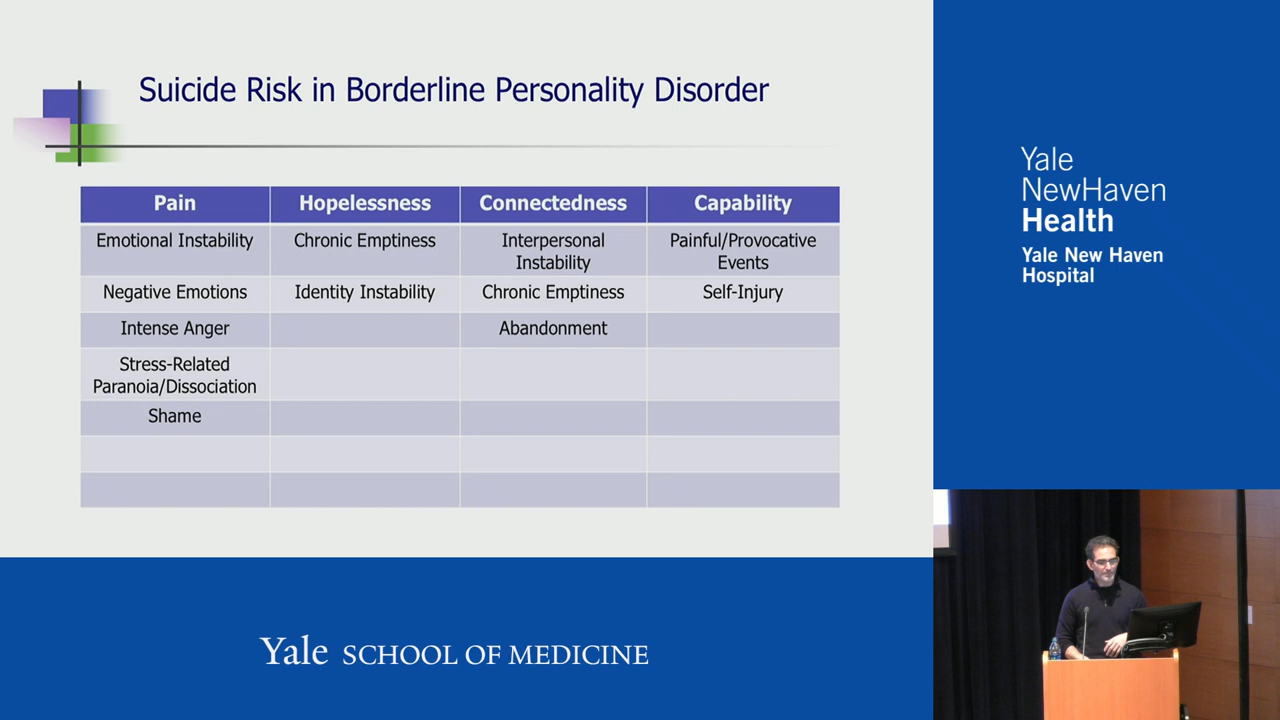 Suicide Risk in Borderline Personality Disorder
Pain Hopelessness Connectedness Capability
Emotional Instability Chronic Emptiness Interpersonal Instability Painful/Provocative Events
Negative Emotions Identity Instability Chronic Emptiness Self-Injury
Intense Anger Abandonment
Stress-Related Paranoia/Dissociation
Shame
Yale
NewHaven
Health
Yale New Haven
Hospital
Yale SCHOOL OF MEDICINE